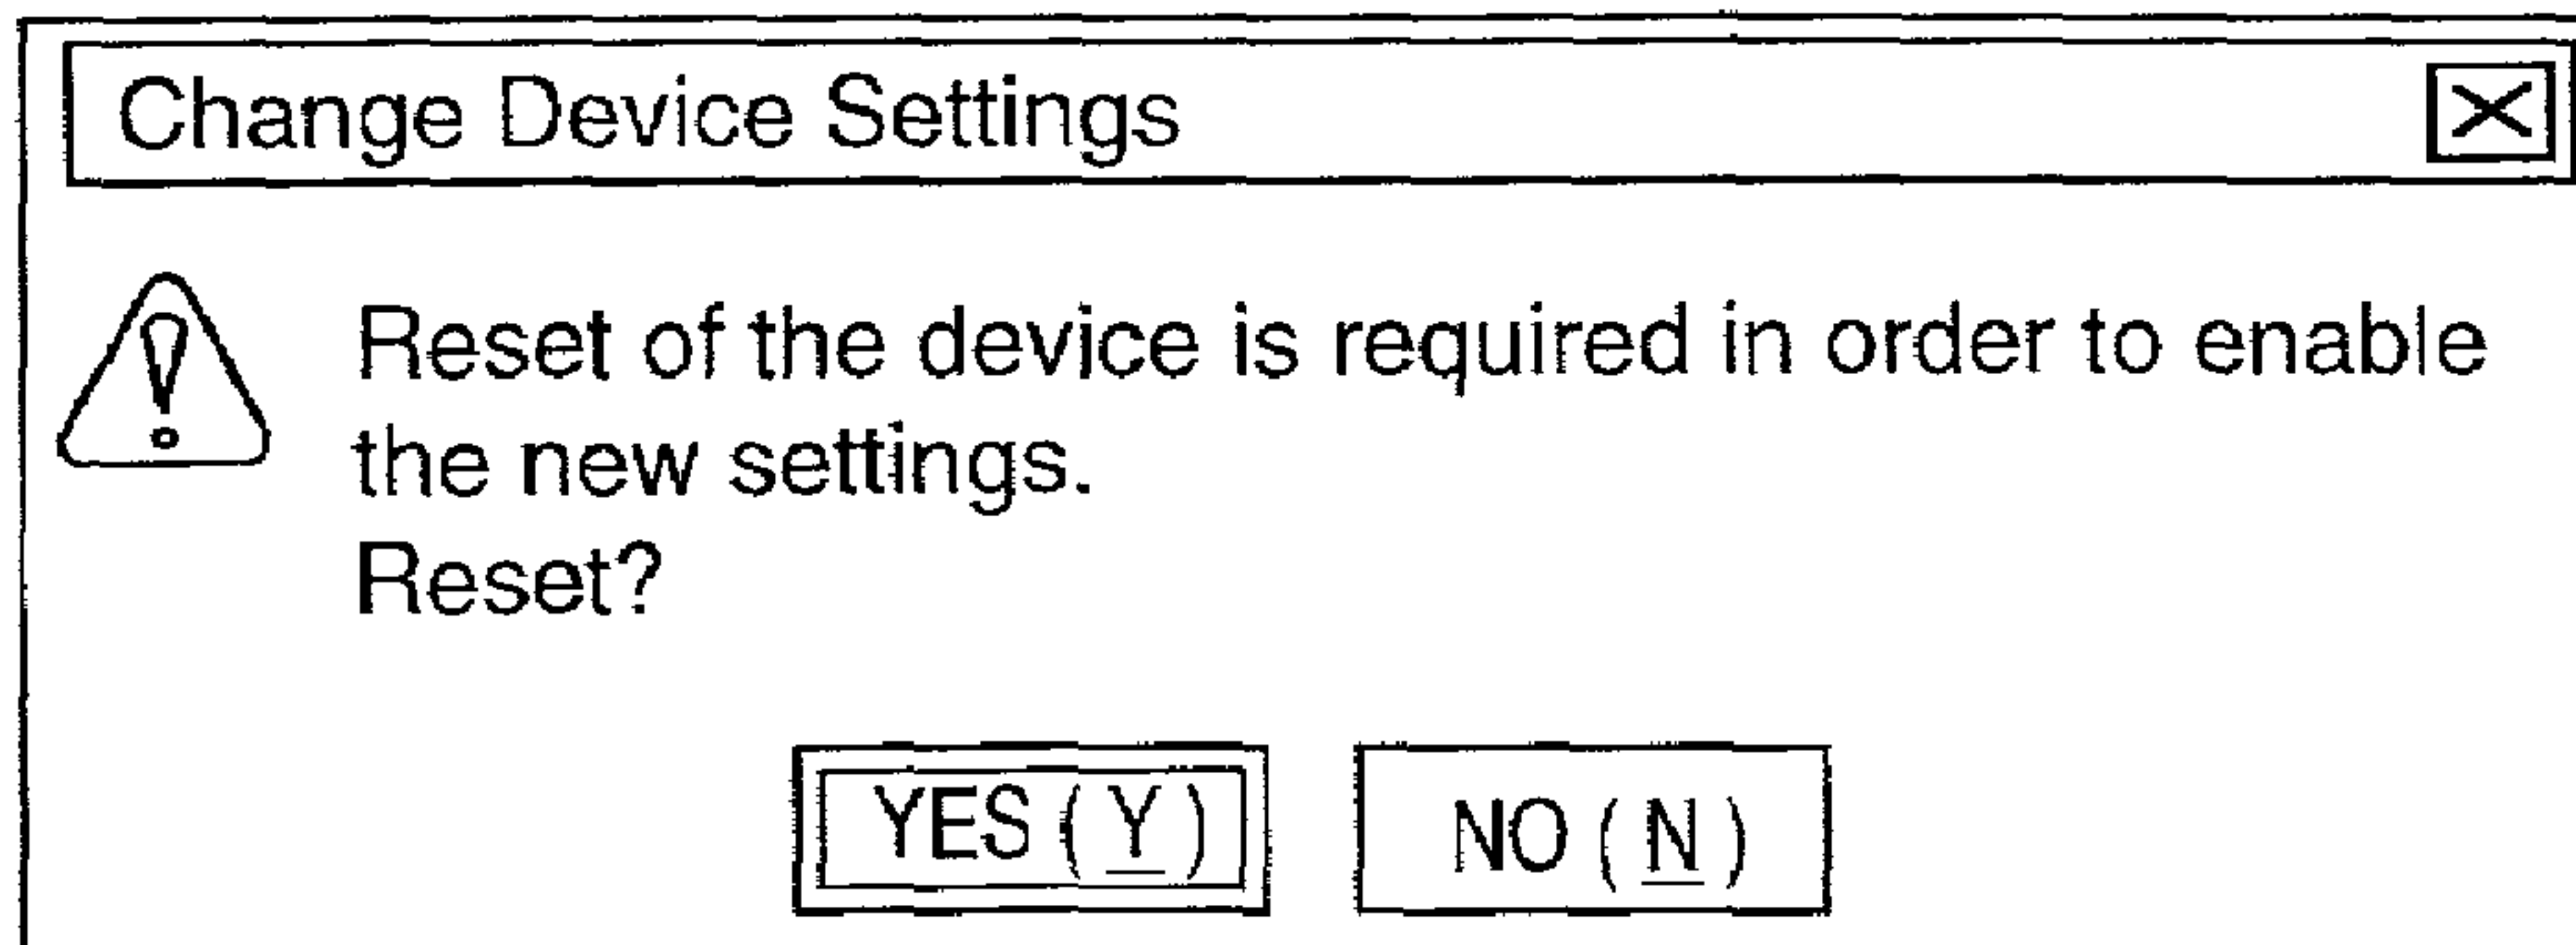 Change Device Settings
Reset of the device is required in order to enable
the new settings.
Reset?
YES (Y) NO (N)